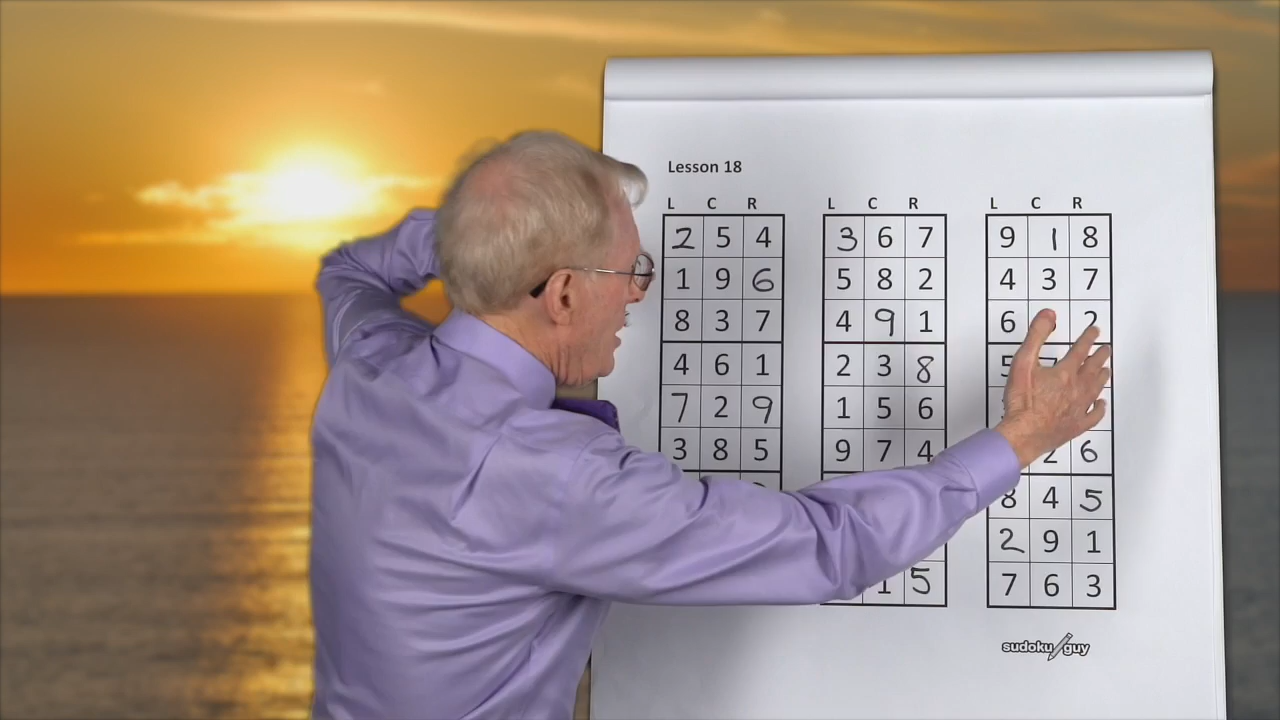 Lesson 18
L C R L C R L C R
2 5 4 3 6 7 9 1 8
1 9 6 5 8 2 4 3 7
8 3 7 4 9 1 6 2
4 6 1 2 3 8 5
7 2 9 1 5 6
3 8 5 9 7 4 2 6
8 4 5
2 9 1
1 5 7 6 3
sudoku guy